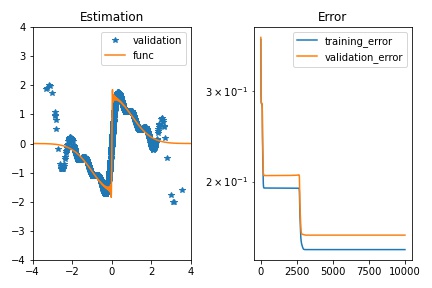 Estimation
validation
func
4
3
2
1
0
−1
−2
−3
−4
−4
−2
0
2
4
Error
training_error
validation_error
3 × 10⁻¹
2 × 10⁻¹
0
2500
5000
7500
10000